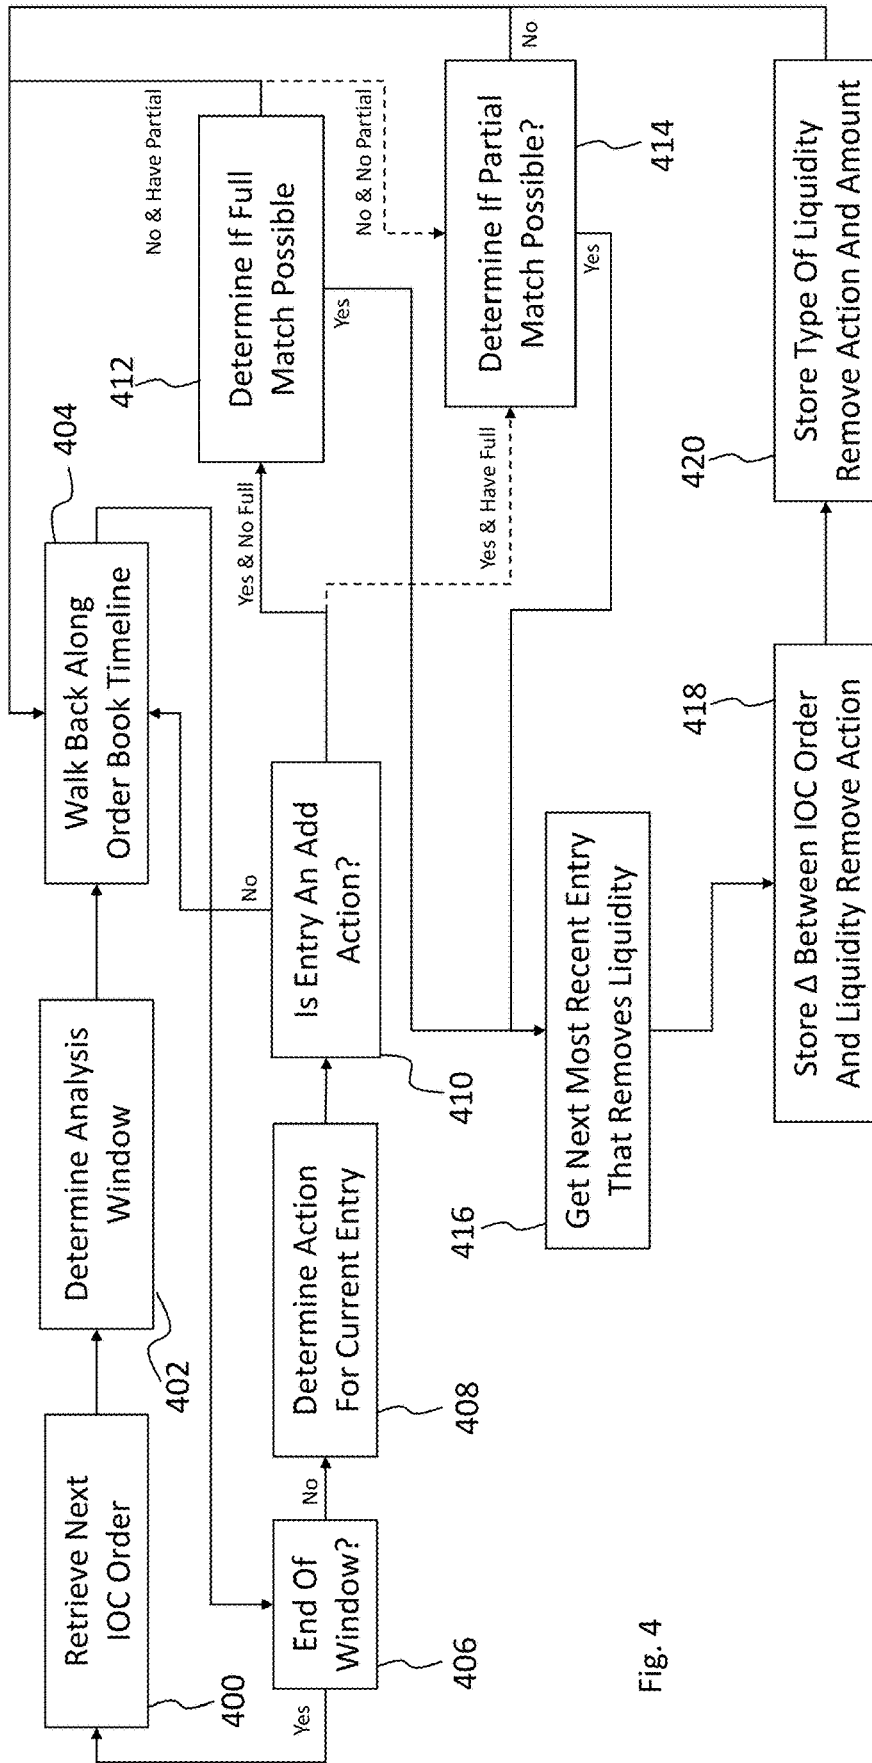 Retrieve Next
IOC Order
400
Determine Analysis
Window
402
Walk Back Along
Order Book Timeline
404
End Of
Window?
406
Yes
No
Determine Action
For Current Entry
408
Is Entry An Add
Action?
410
No
Yes & No Full
Yes & Have Full
Determine If Full
Match Possible
412
No & Have Partial
No & No Partial
Yes
Determine If Partial
Match Possible?
414
No
Yes
Get Next Most Recent Entry
That Removes Liquidity
416
Store Δ Between IOC Order
And Liquidity Remove Action
418
Store Type Of Liquidity
Remove Action And Amount
420
Fig. 4